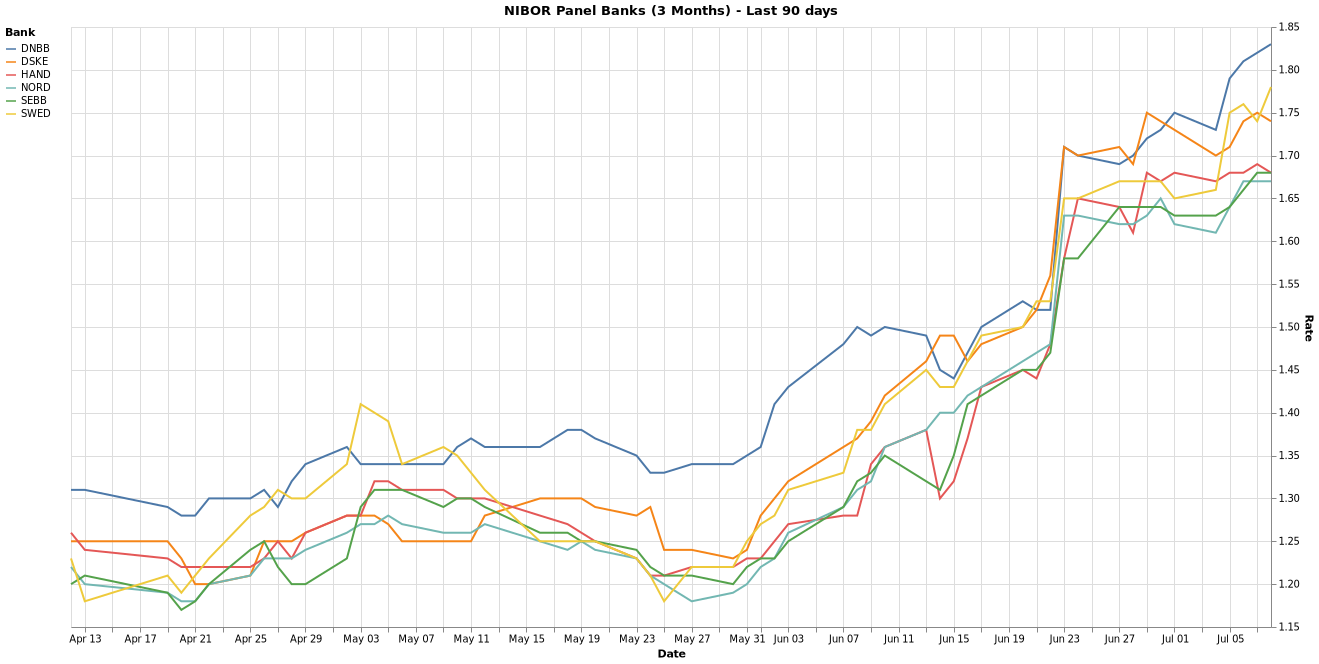 NIBOR Panel Banks (3 Months) - Last 90 days
Bank
DNBB
DSKE
HAND
NORD
SEBB
SWED
1.85
1.80
1.75
1.70
1.65
1.60
1.55
1.50
1.45
1.40
1.35
1.30
1.25
1.20
1.15
Rate
Apr 13 Apr 17 Apr 21 Apr 25 Apr 29 May 03 May 07 May 11 May 15 May 19 May 23 May 27 May 31 Jun 03 Jun 07 Jun 11 Jun 15 Jun 19 Jun 23 Jun 27 Jul 01 Jul 05
Date